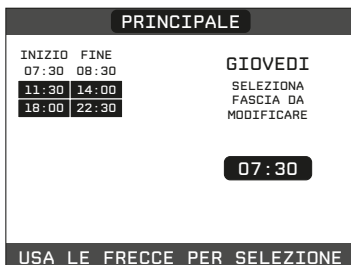 PRINCIPALE
INIZIO FINE
07:30 08:30
11:30 14:00
18:00 22:30
GIOVEDI
SELEZIONA
FASCIA DA
MODIFICARE
07:30
USA LE FRECCE PER SELEZIONE